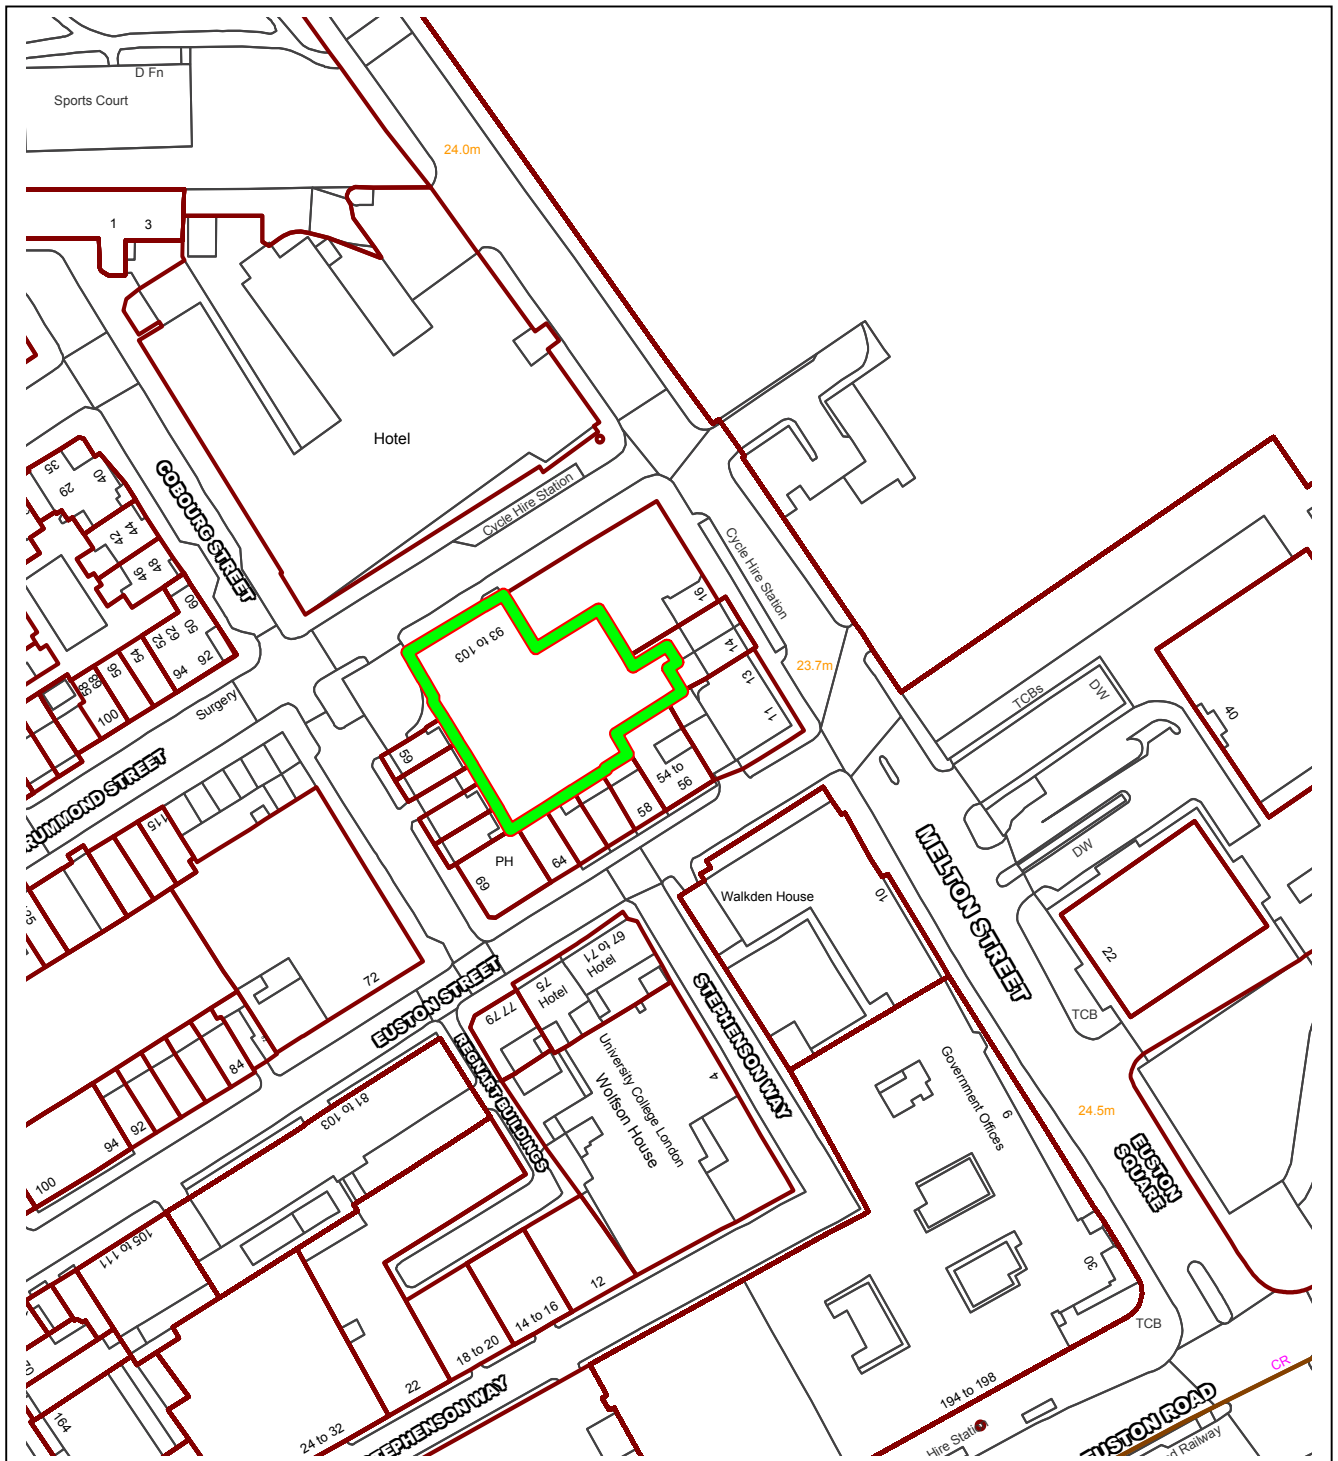 D Fn
Sports Court
24.0m
1
3
Hotel
Cycle Hire Station
COBOURG STREET
35
29
40
44
42
48
46
60
50
62
52
54
56
92
94
100
Surgery
93 to 103
Cycle Hire Station
16
14
13
11
23.7m
59
54 to
56
58
64
PH
69
TCBs
DW
40
DW
22
TCB
MELTON STREET
115
72
84
92
94
100
EUSTON STREET
Walkden House
10
67 to 71
Hotel
75
Hotel
77 79
REGNART BUILDINGS
University College London
Wolfson House
4
STEPHENSON WAY
Government Offices
6
24.5m
EUSTON
SQUARE
81 to 103
105 to 111
12
14 to 16
18 to 20
22
24 to 32
164
30
TCB
194 to 198
CR
Hire Station